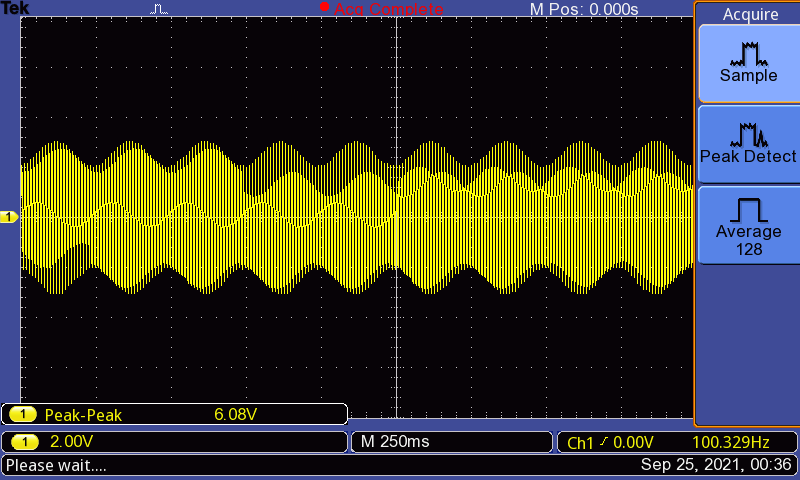 Tek
Acq Complete
M Pos: 0.000s
Acquire
Sample
Peak Detect
Average
128
1
1 Peak-Peak 6.08V
1 2.00V
M 250ms
Ch1 0.00V 100.329Hz
Please wait....
Sep 25, 2021, 00:36